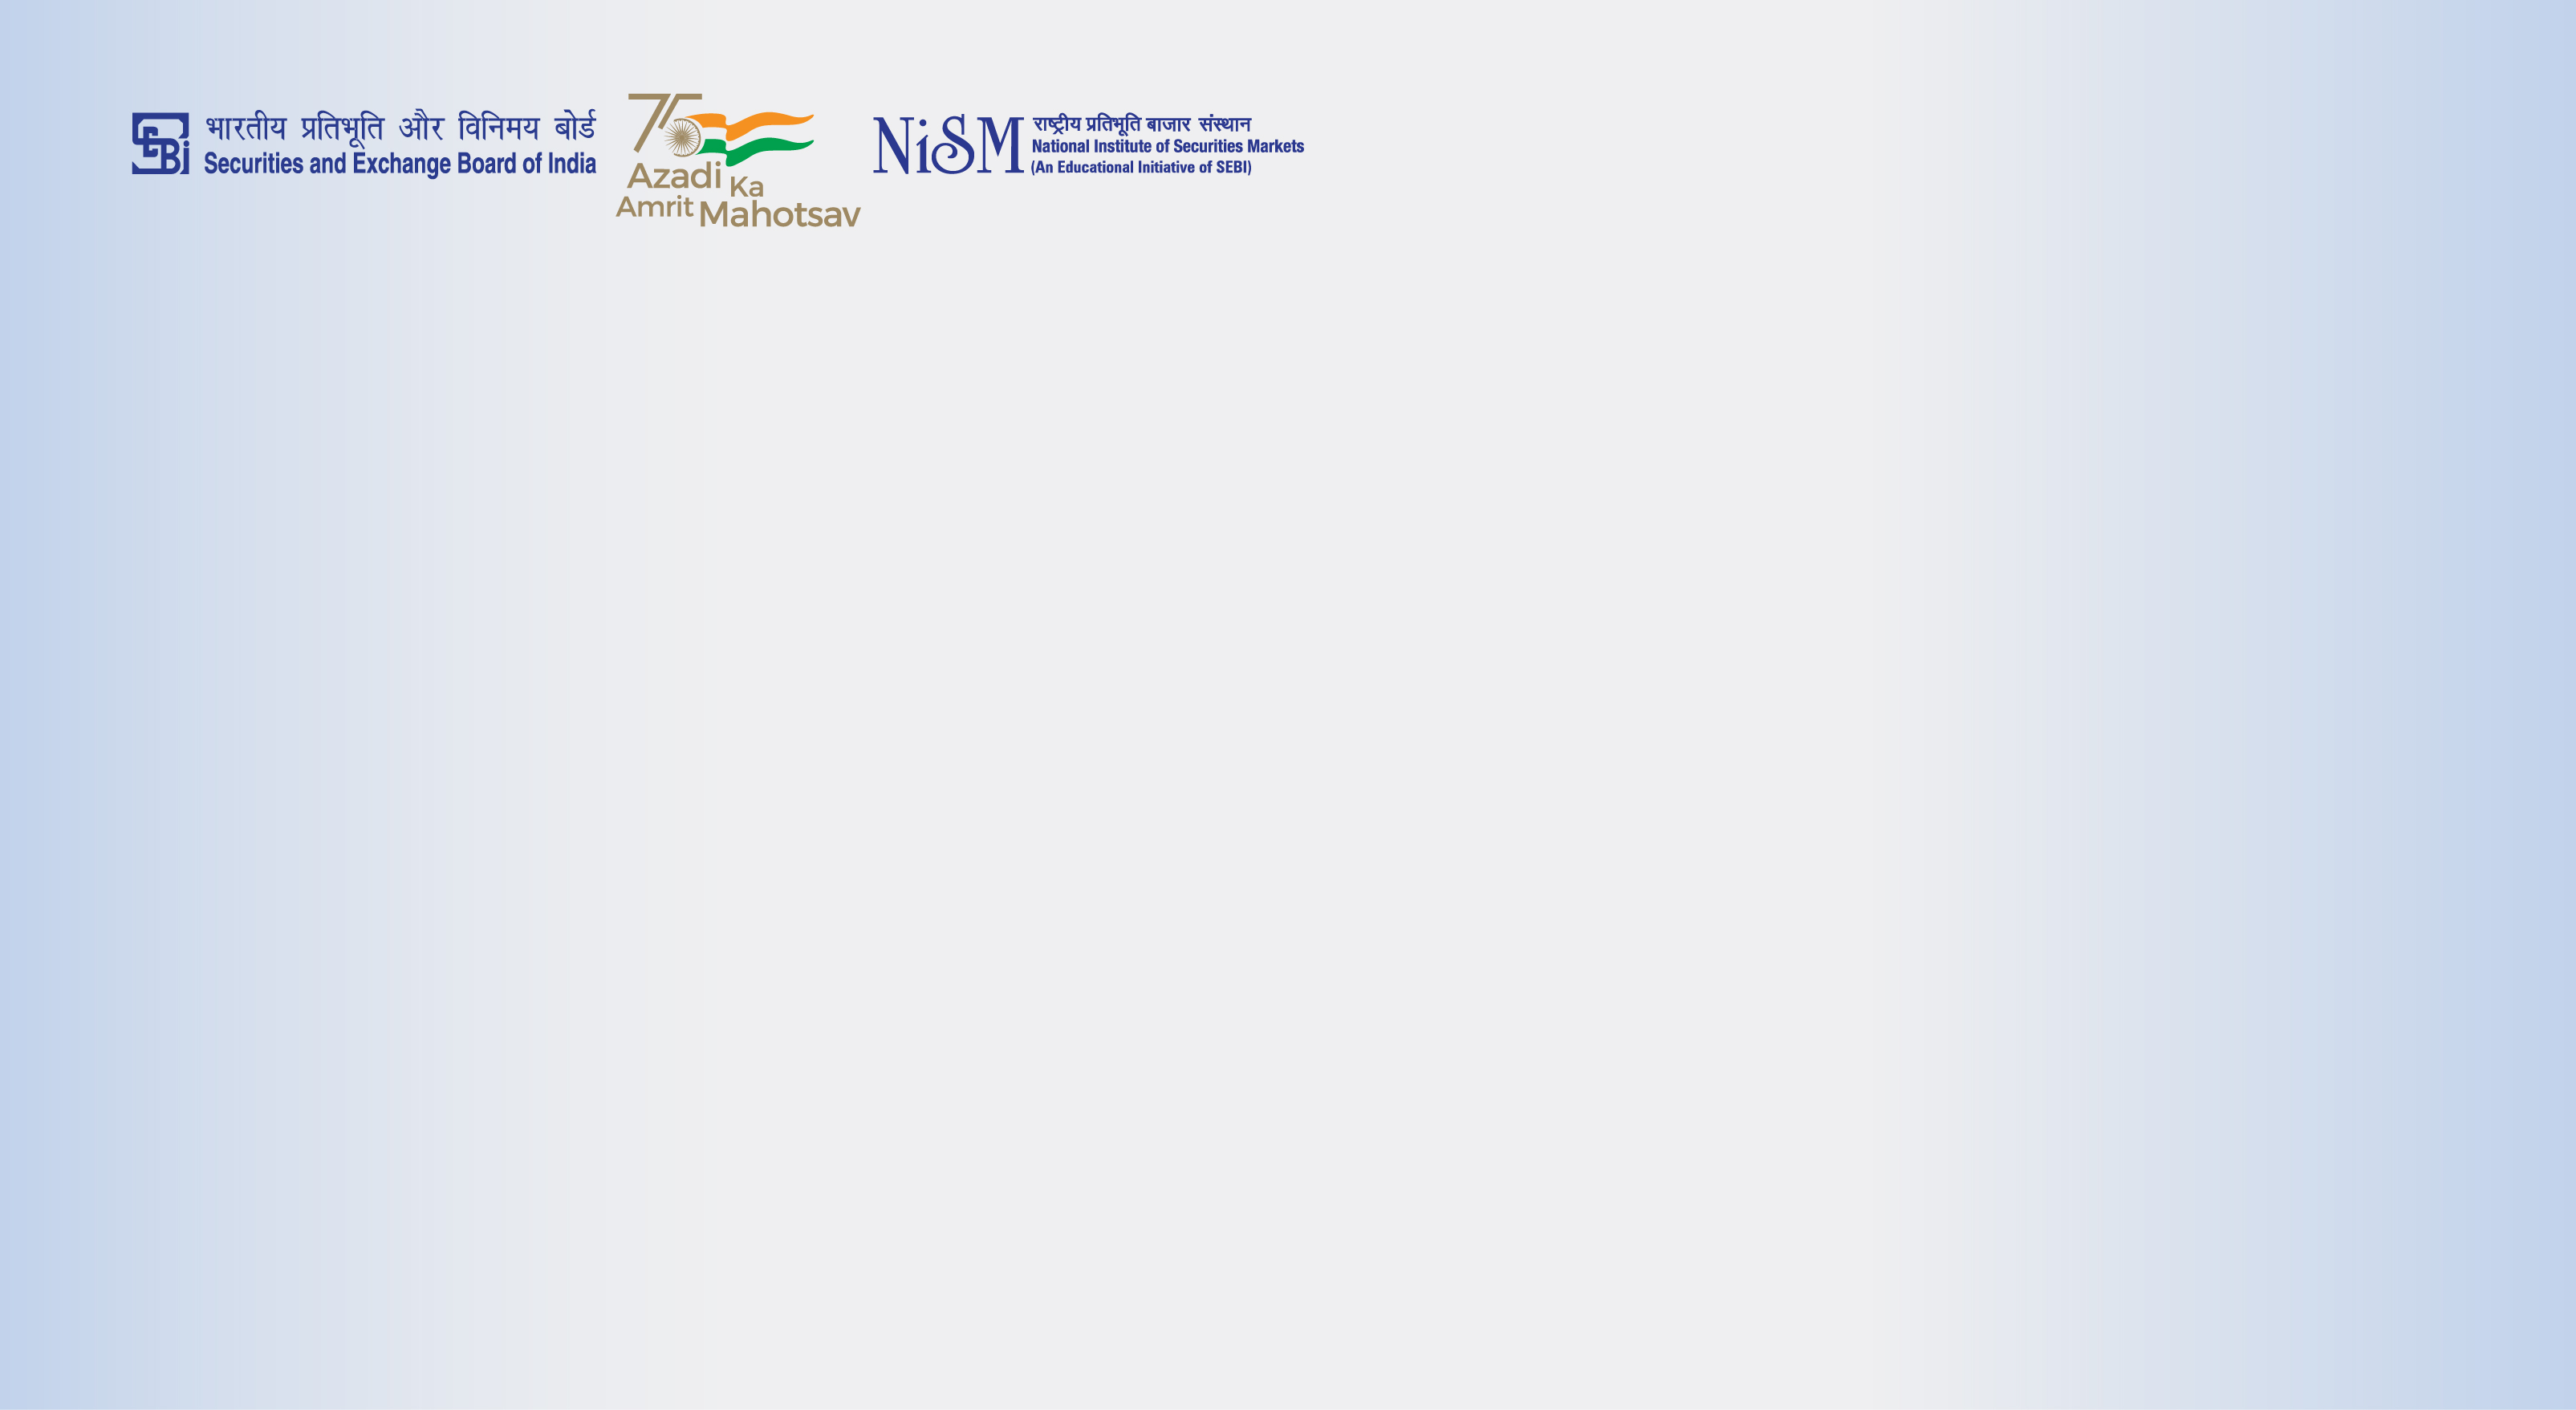 SEBi
भारतीय प्रतिभूति और विनिमय बोर्ड
Securities and Exchange Board of India
75
Azadi Ka
Amrit Mahotsav
NiSM
राष्ट्रीय प्रतिभूति बाजार संस्थान
National Institute of Securities Markets
(An Educational Initiative of SEBI)